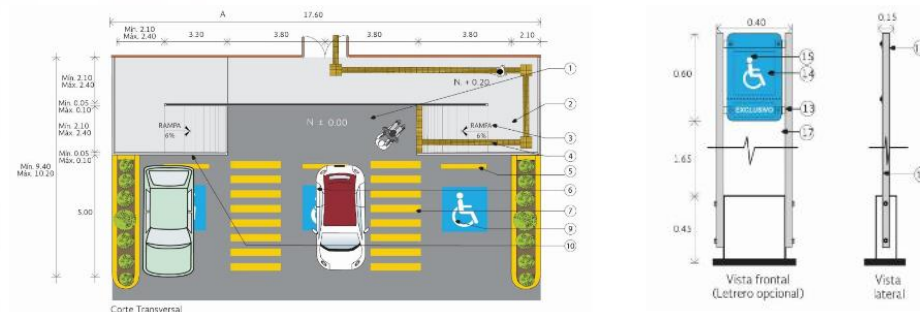 A
17.60
Mín. 2.10
Máx. 2.40
3.30
3.80
3.80
3.80
2.10
Mín. 2.10
Máx. 2.40
Mín. 0.05
Máx. 0.10
Mín. 2.10
Máx. 2.40
Mín. 0.05
Máx. 0.10
Mín. 9.40
Máx. 10.20
5.00
N. + 0.20
N ± 0.00
RAMPA
6%
RAMPA
6%
1
2
3
4
5
6
7
9
10
Corte Transversal
0.40
0.60
1.65
0.45
EXCLUSIVO
15
14
13
17
Vista frontal
(Letrero opcional)
0.15
Vista
lateral